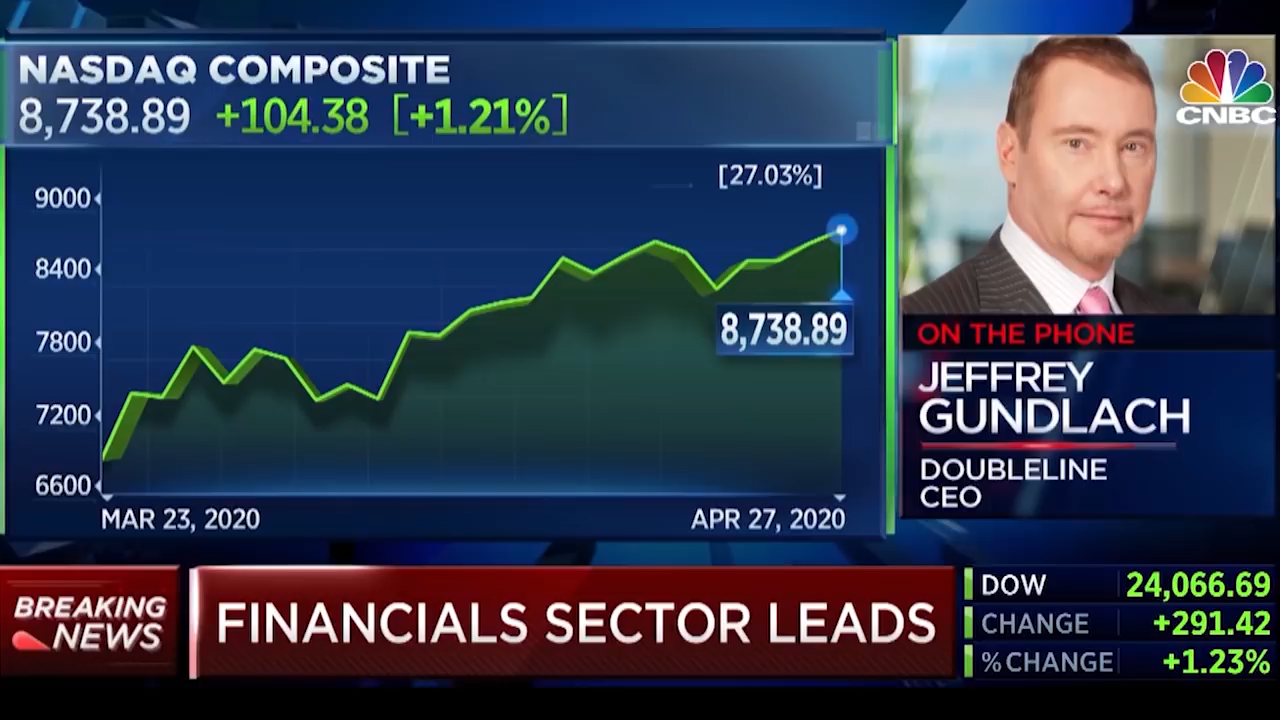 NASDAQ COMPOSITE
8,738.89 +104.38 [+1.21%]
[27.03%]
9000
8400
7800
7200
6600
8,738.89
MAR 23, 2020 APR 27, 2020
CNBC
ON THE PHONE
JEFFREY
GUNDLACH
DOUBLELINE
CEO
BREAKING
NEWS
FINANCIALS SECTOR LEADS
DOW 24,066.69
CHANGE +291.42
% CHANGE +1.23%